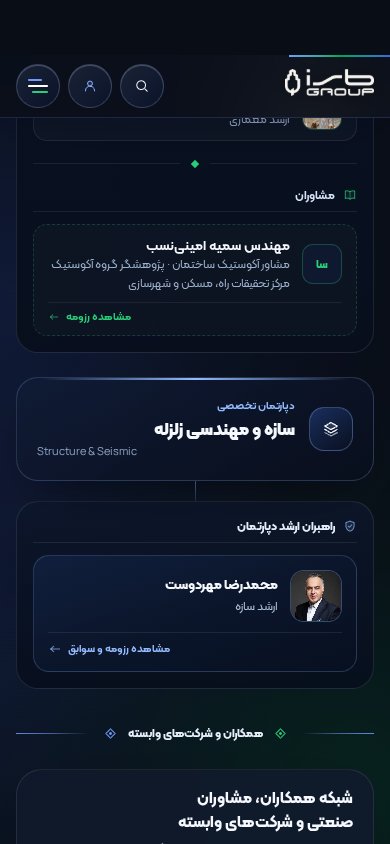 isb
GROUP
ارشد معماری
مشاوران
سا
مهندس سمیه امینی‌نسب
مشاور آکوستیک ساختمان · پژوهشگر گروه آکوستیک
مرکز تحقیقات راه، مسکن و شهرسازی
مشاهده رزومه ←
دپارتمان تخصصی
سازه و مهندسی زلزله
Structure & Seismic
راهبران ارشد دپارتمان
محمدرضا مهردوست
ارشد سازه
مشاهده رزومه و سوابق ←
همکاران و شرکت‌های وابسته
شبکه همکاران، مشاوران
صنعتی و شرکت‌های وابسته